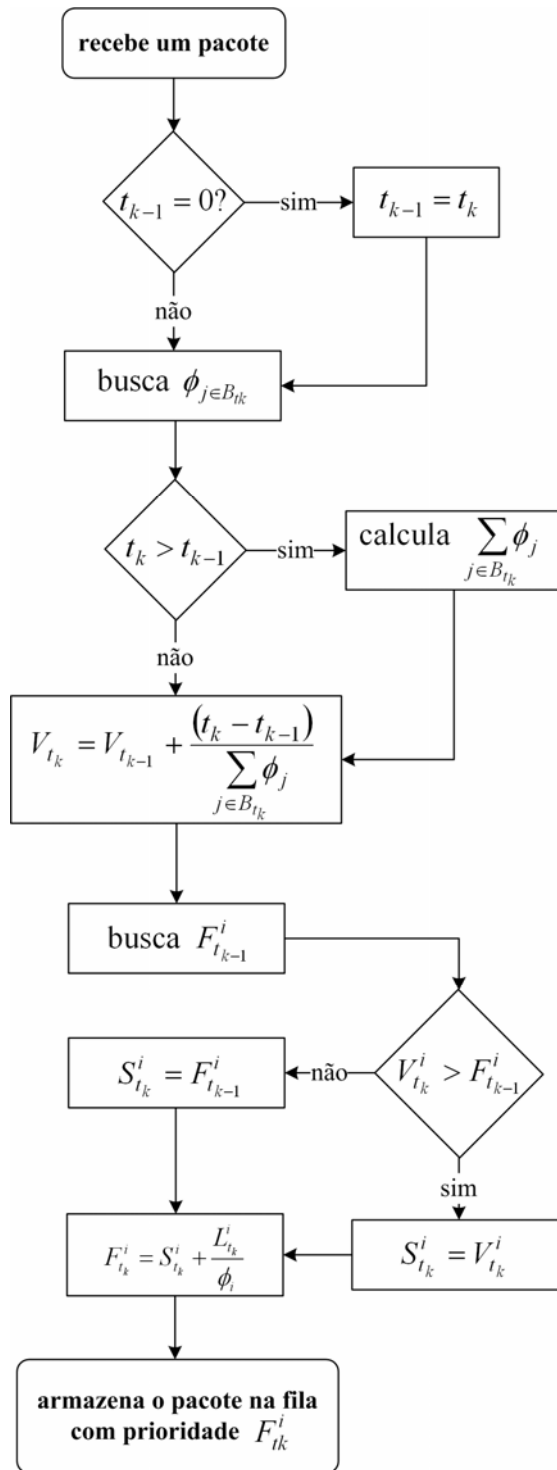 recebe um pacote
t_{k-1} = 0?
sim
t_{k-1} = t_k
não
busca ϕ_{j∈B_{tk}}
t_k > t_{k-1}
sim
calcula ∑_{j∈B_{t_k}} ϕ_j
não
V_{t_k} = V_{t_{k-1}} + (t_k − t_{k-1}) / ∑_{j∈B_{t_k}} ϕ_j
busca F^i_{t_{k-1}}
V^i_{t_k} > F^i_{t_{k-1}}
não
S^i_{t_k} = F^i_{t_{k-1}}
sim
S^i_{t_k} = V^i_{t_k}
F^i_{t_k} = S^i_{t_k} + L^i_{t_k} / ϕ_i
armazena o pacote na fila
com prioridade F^i_{tk}